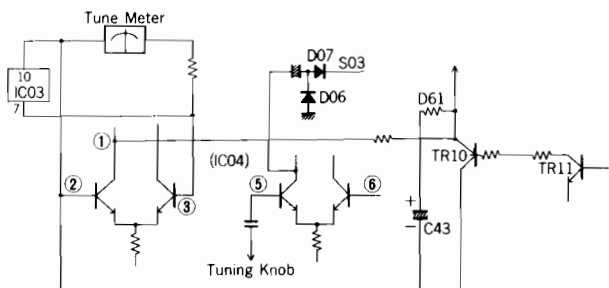 Tune Meter
10
IC03
7
D07
S03
D06
D61
①
(IC04)
TR10
TR11
②
③
⑤
⑥
+
−
C43
Tuning Knob